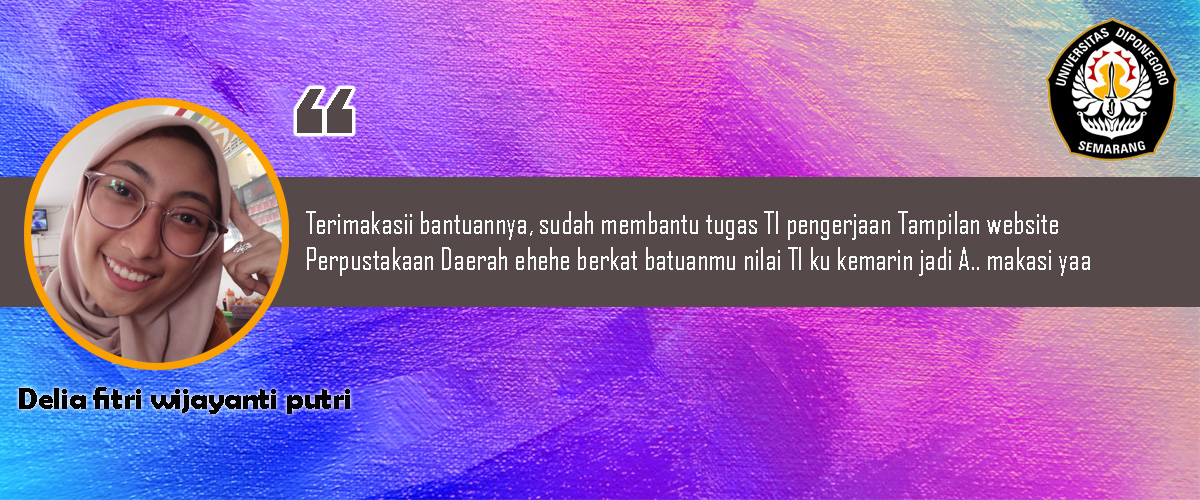 UNIVERSITAS DIPONEGORO
SEMARANG
Terimakasii bantuannya, sudah membantu tugas TI pengerjaan Tampilan website
Perpustakaan Daerah ehehe berkat batuanmu nilai TI ku kemarin jadi A.. makasi yaa
Delia fitri wijayanti putri